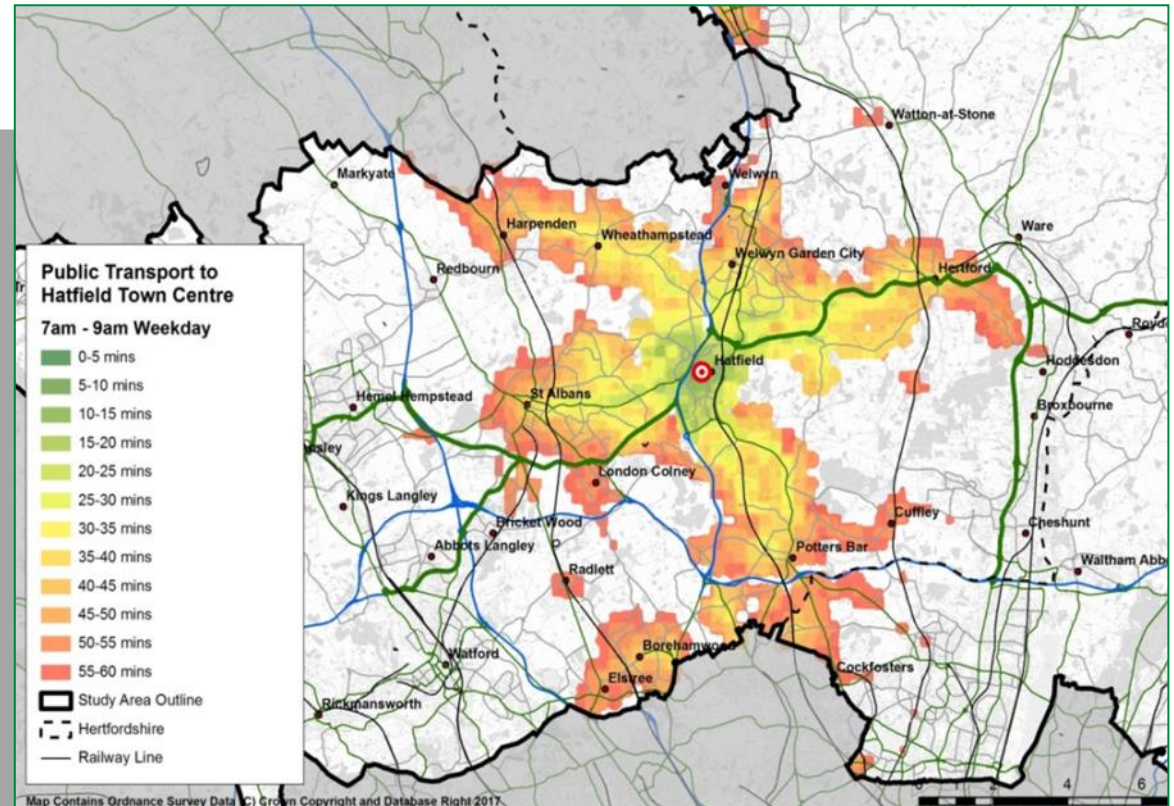 Watton-at-Stone
Markyate
Welwyn
Harpenden
Wheathampstead
Ware
Welwyn Garden City
Redbourn
Hertford
Hatfield
Hoddesdon
Hemel Hempstead
St Albans
Broxbourne
London Colney
Kings Langley
Bricket Wood
Cuffley
Cheshunt
Abbots Langley
Potters Bar
Waltham Abb
Radlett
Watford
Borehamwood
Cockfosters
Elstree
Rickmansworth
Public Transport to
Hatfield Town Centre
7am - 9am Weekday
0-5 mins
5-10 mins
10-15 mins
15-20 mins
20-25 mins
25-30 mins
30-35 mins
35-40 mins
40-45 mins
45-50 mins
50-55 mins
55-60 mins
Study Area Outline
Hertfordshire
Railway Line
4 6
Map Contains Ordnance Survey Data (C) Crown Copyright and Database Right 2017